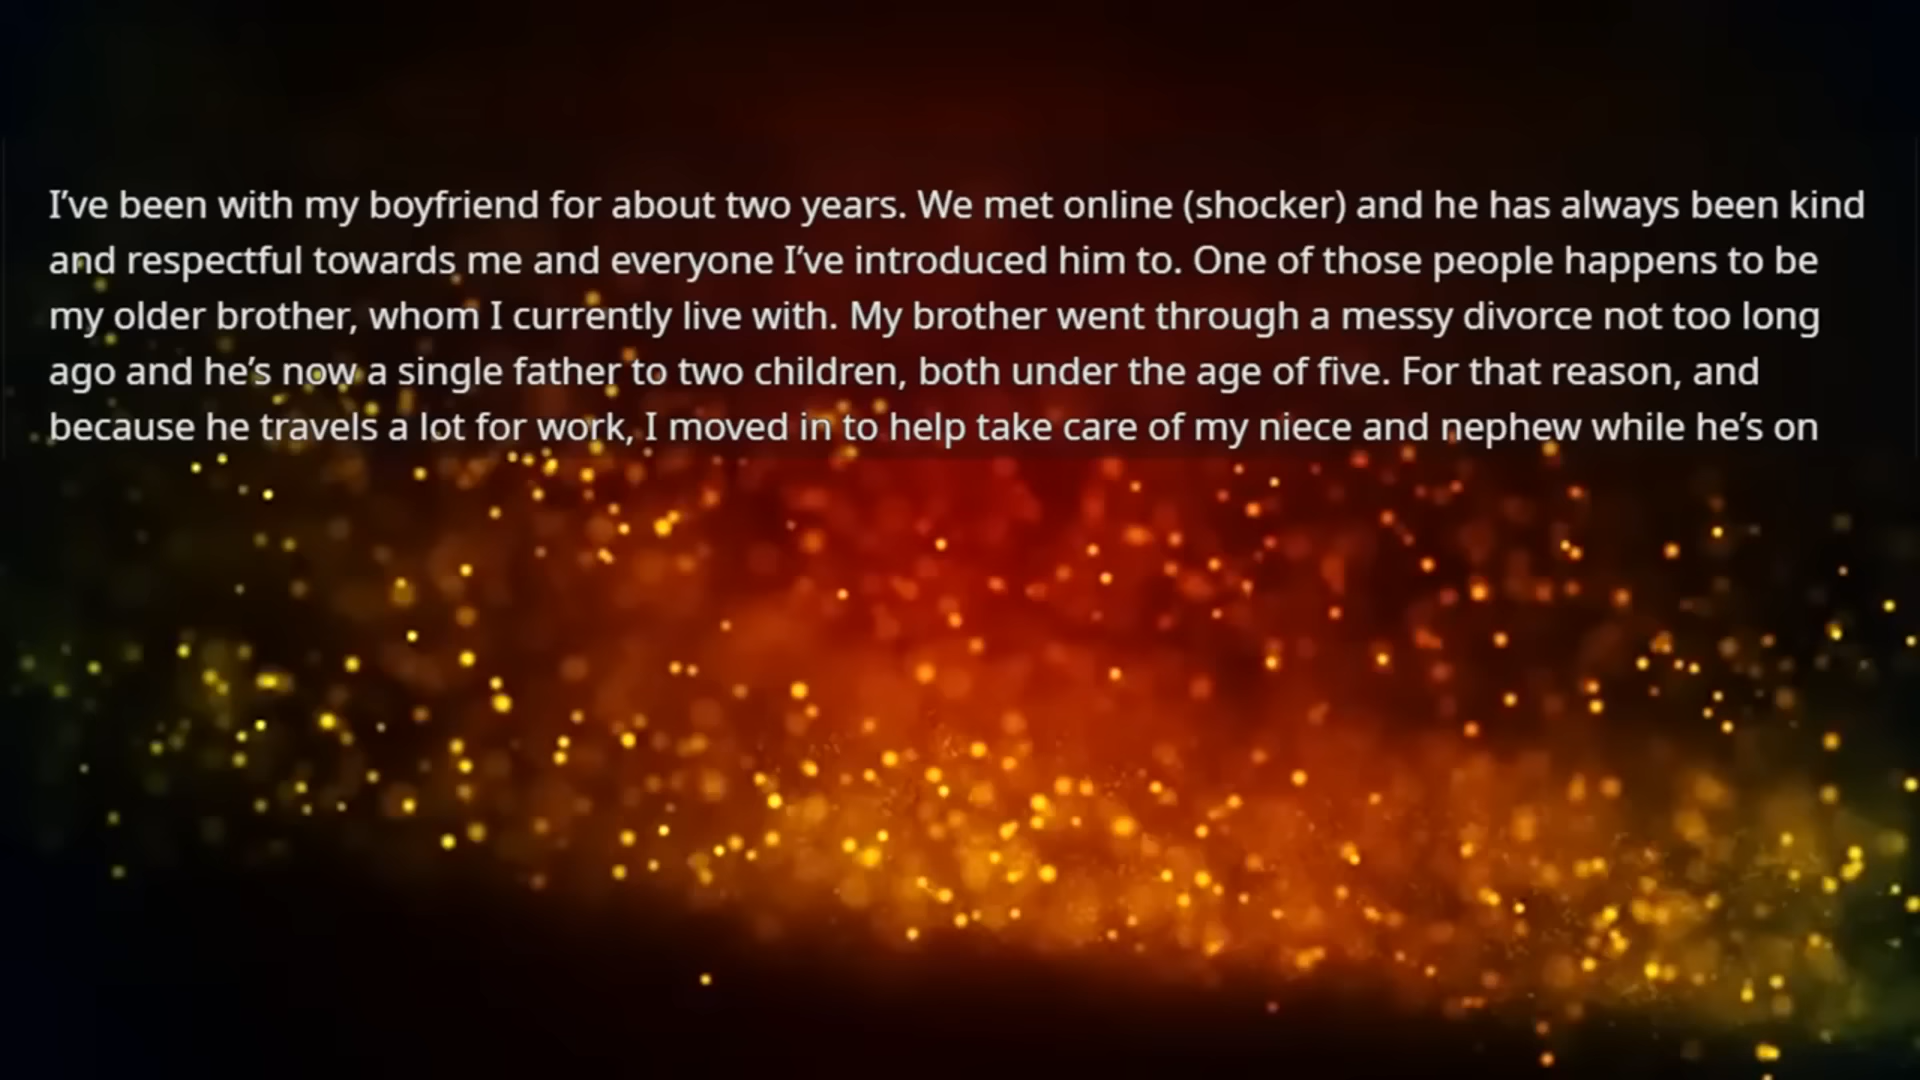 I’ve been with my boyfriend for about two years. We met online (shocker) and he has always been kind
and respectful towards me and everyone I’ve introduced him to. One of those people happens to be
my older brother, whom I currently live with. My brother went through a messy divorce not too long
ago and he’s now a single father to two children, both under the age of five. For that reason, and
because he travels a lot for work, I moved in to help take care of my niece and nephew while he’s on